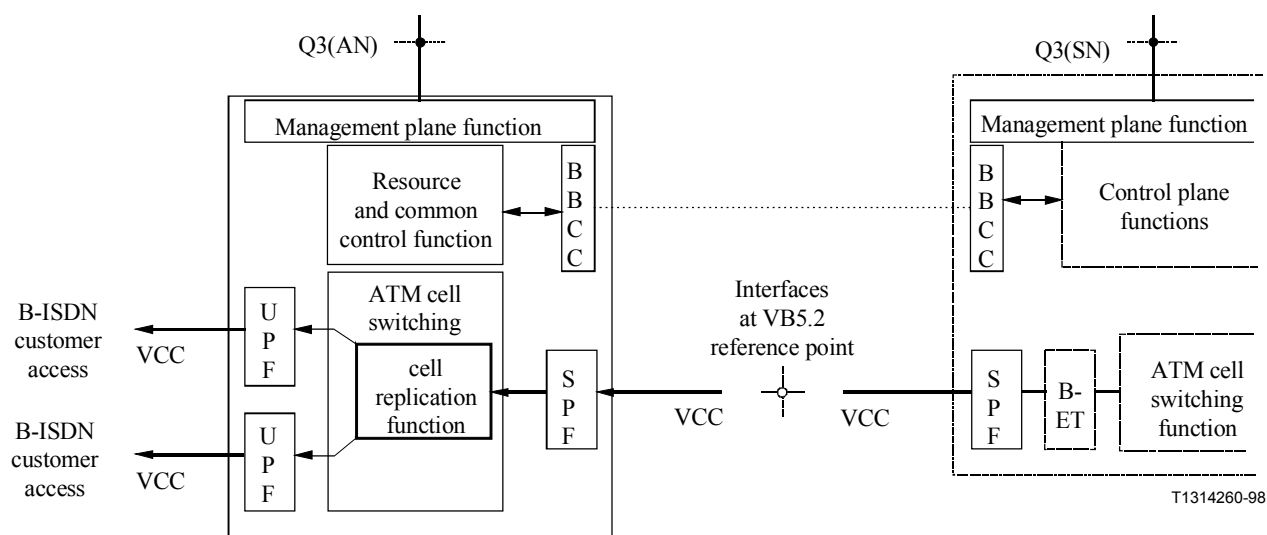 Q3(AN)
Q3(SN)
Management plane function
Resource
and common
control function
B
B
C
C
Management plane function
B
B
C
C
Control plane
functions
B-ISDN
customer
access
VCC
U
P
F
ATM cell
switching
cell
replication
function
S
P
F
VCC
Interfaces
at VB5.2
reference point
VCC
S
P
F
B-
ET
ATM cell
switching
function
B-ISDN
customer
access
VCC
U
P
F
T1314260-98